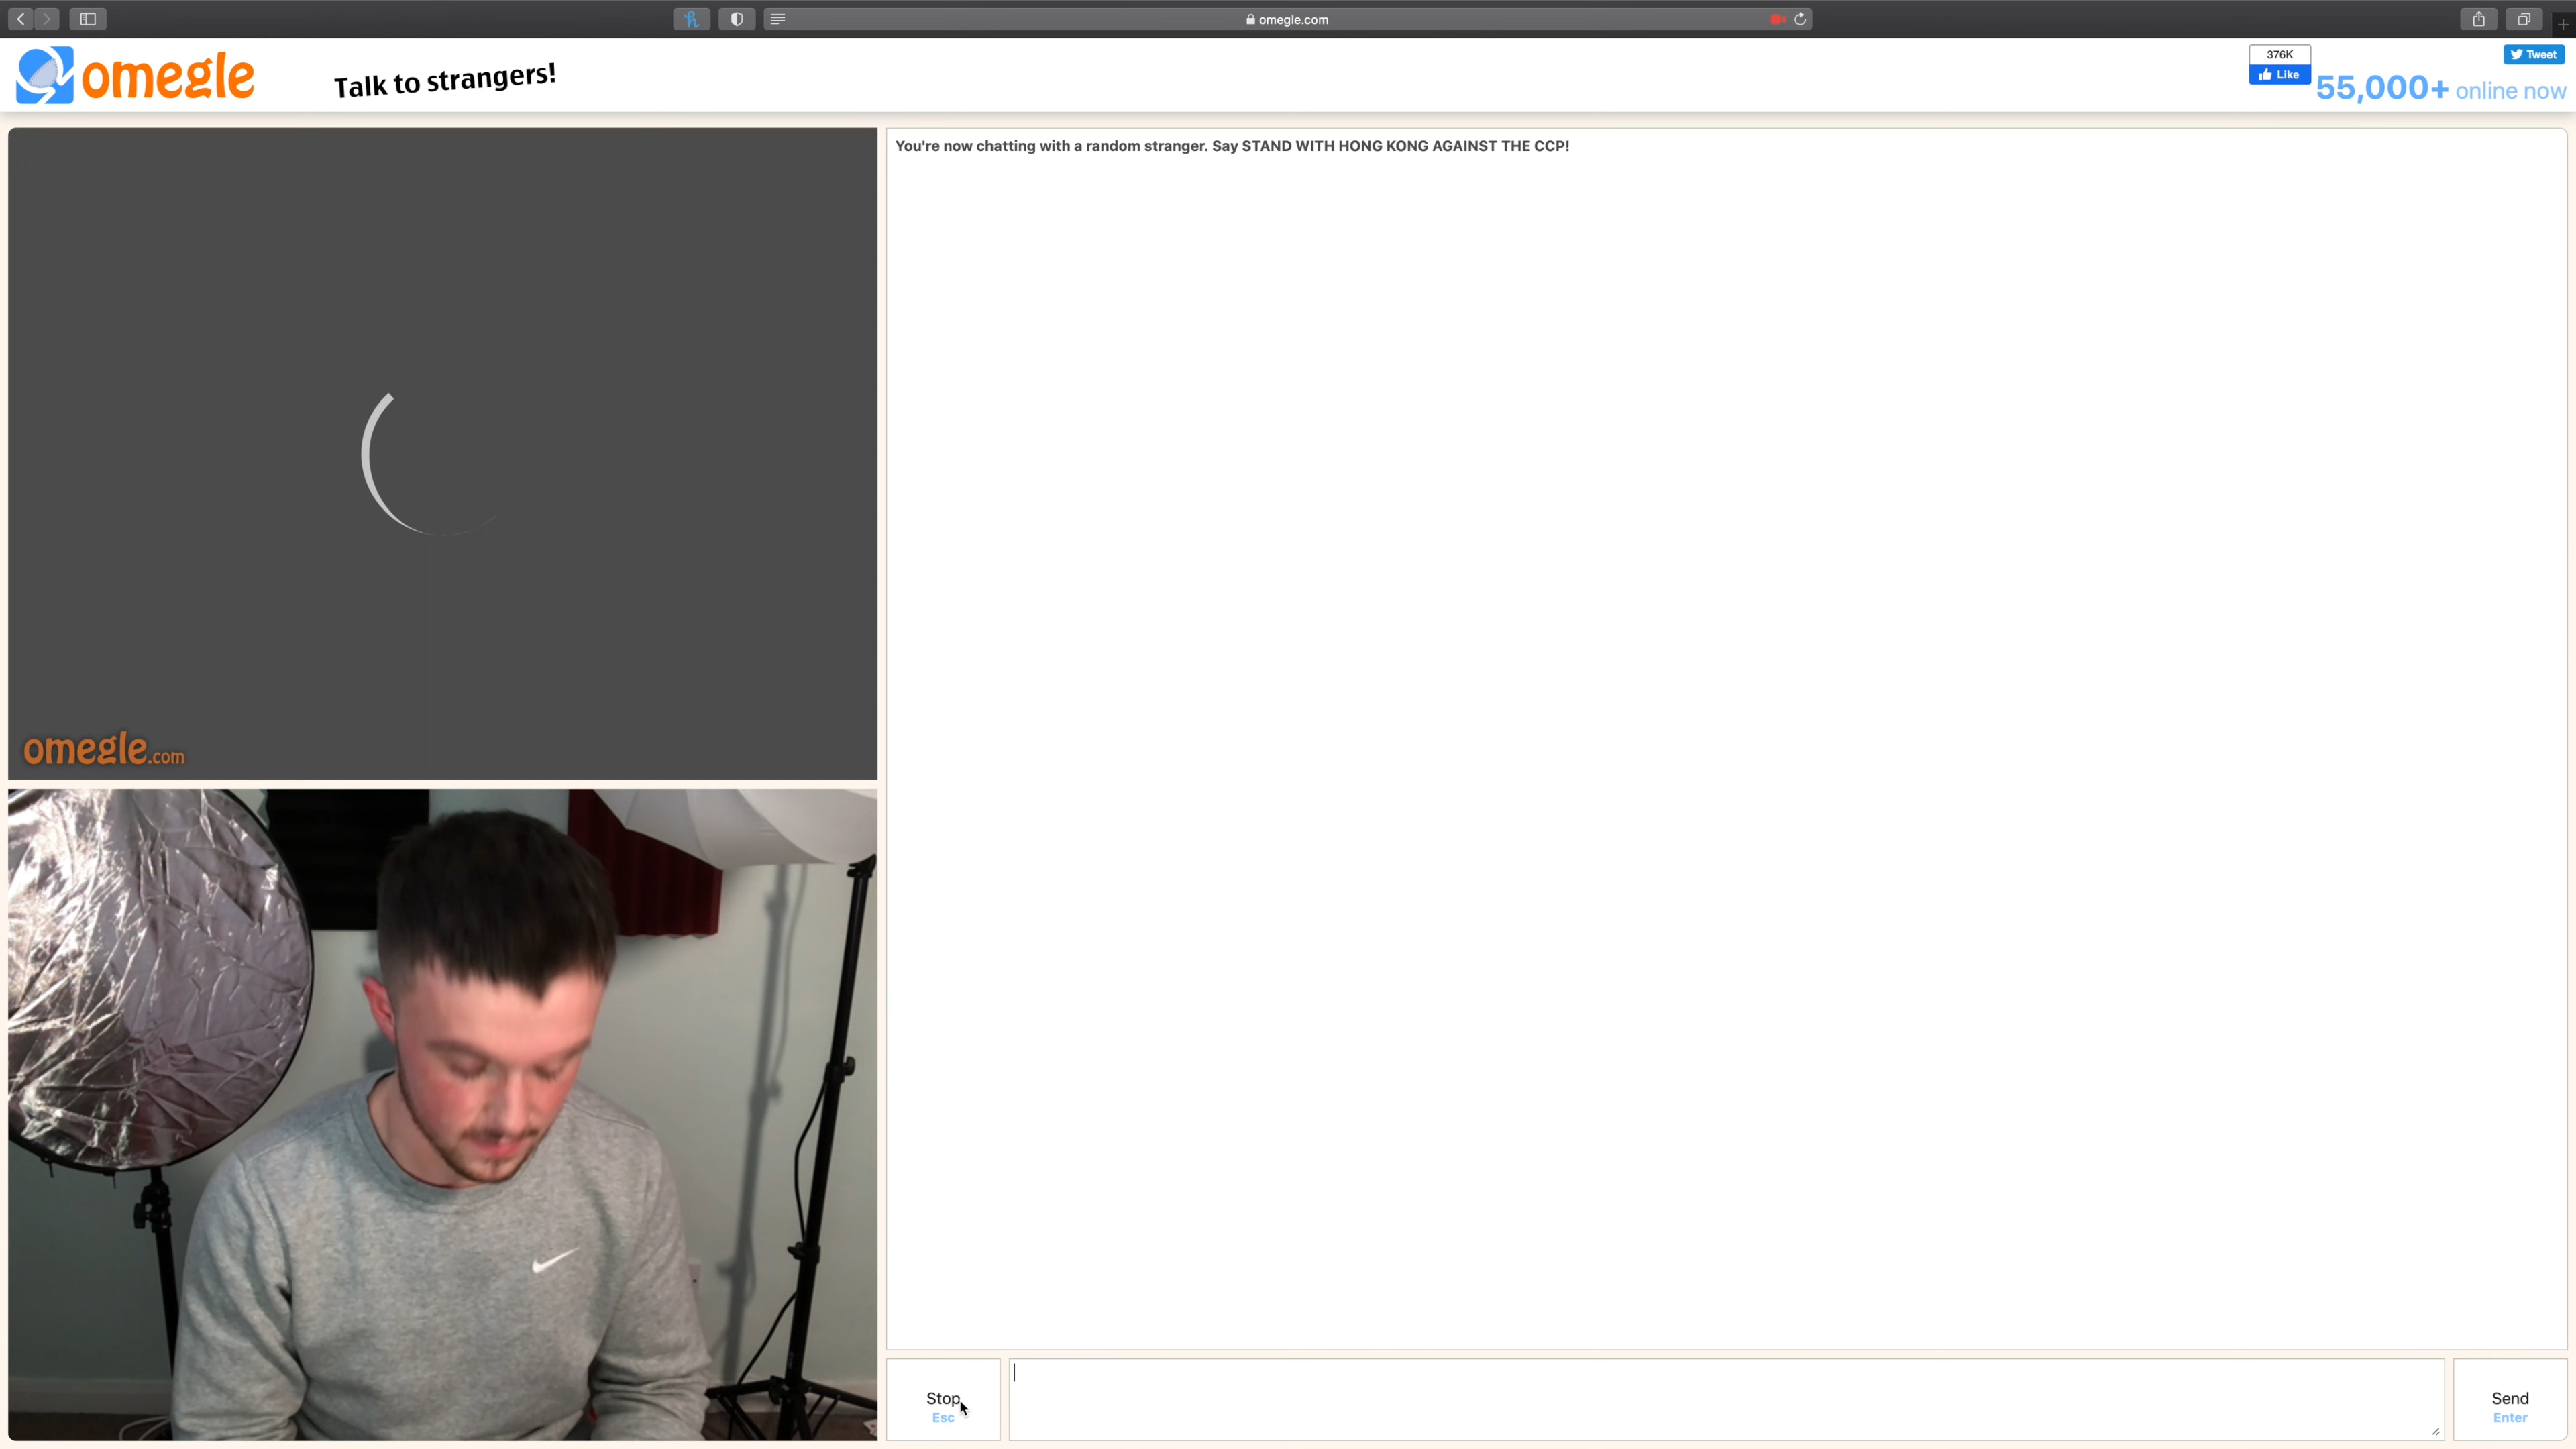 omegle.com
omegle
Talk to strangers!
376K
Like
Tweet
55,000+ online now
You're now chatting with a random stranger. Say STAND WITH HONG KONG AGAINST THE CCP!
omegle.com
Stop
Esc
Send
Enter